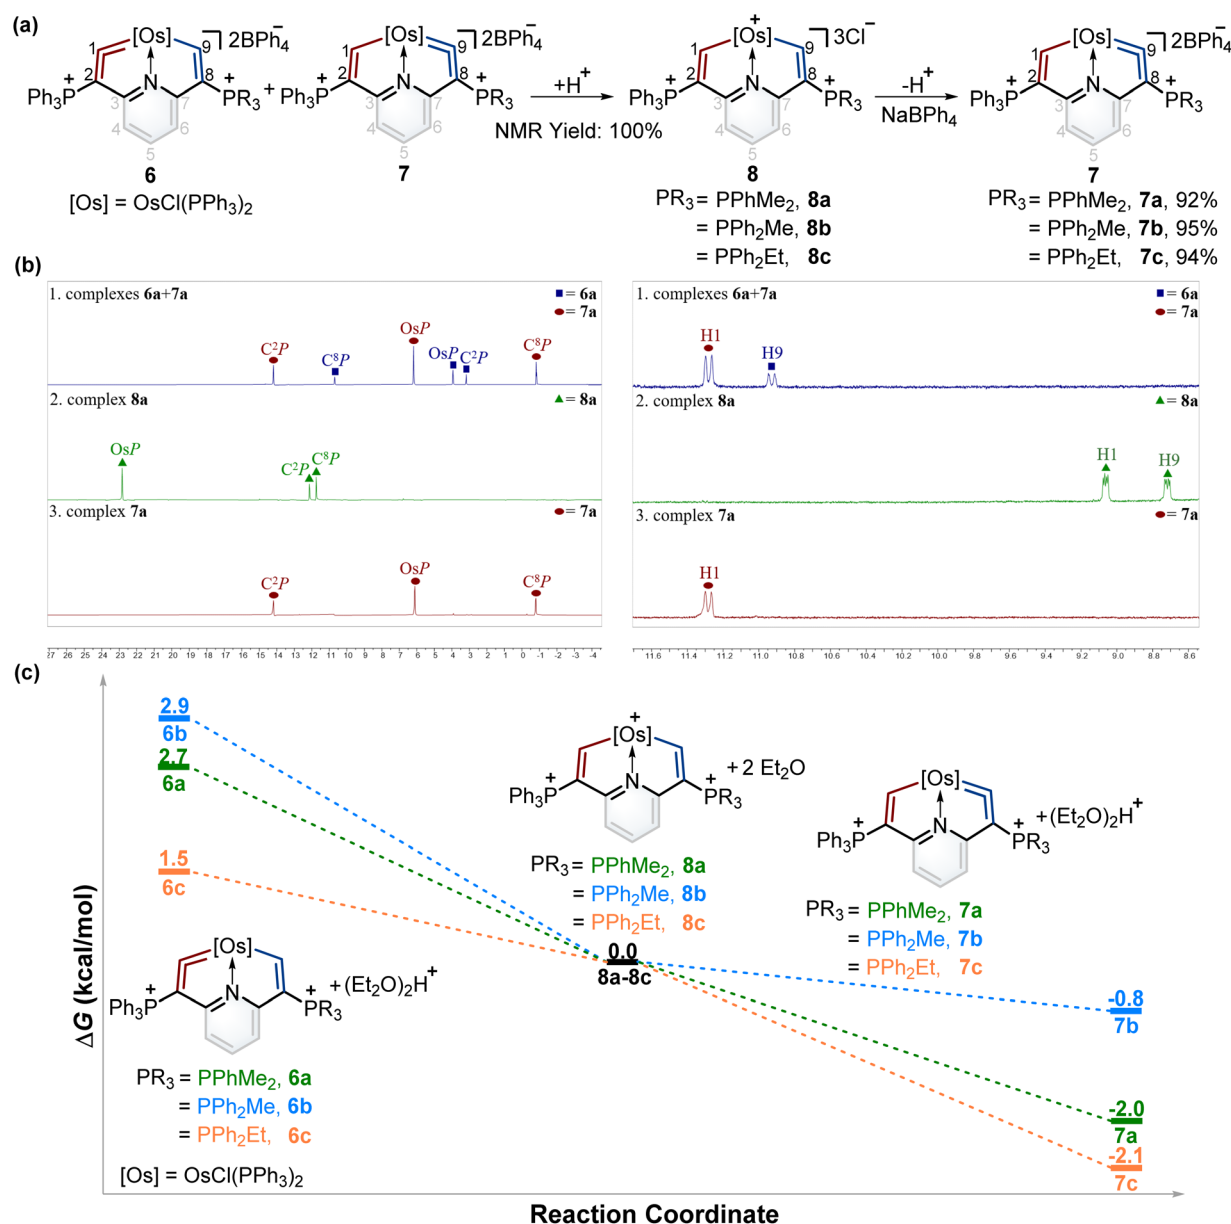 (a)
1 [Os] 9 ]2BPh4−
2 N 8
Ph3P+ 3 7 +PR3
4 6
5
6
[Os] = OsCl(PPh3)2
+
1 [Os] 9 ]2BPh4−
2 N 8
Ph3P+ 3 7 +PR3
4 6
5
7
+H+
NMR Yield: 100%
1 [Os]+ 9 ]3Cl−
2 N 8
Ph3P+ 3 7 +PR3
4 6
5
8
PR3 = PPhMe2, 8a
= PPh2Me, 8b
= PPh2Et, 8c
-H+
NaBPh4
1 [Os] 9 ]2BPh4−
2 N 8
Ph3P+ 3 7 +PR3
4 6
5
7
PR3 = PPhMe2, 7a, 92%
= PPh2Me, 7b, 95%
= PPh2Et, 7c, 94%
(b)
1. complexes 6a+7a
= 6a
= 7a
C2P C8P OsP OsP C2P C8P
2. complex 8a
= 8a
OsP C2P C8P
3. complex 7a
= 7a
C2P OsP C8P
27 26 25 24 23 22 21 20 19 18 17 16 15 14 13 12 11 10 9 8 7 6 5 4 3 2 1 0 -1 -2 -3 -4
1. complexes 6a+7a
= 6a
= 7a
H1 H9
2. complex 8a
= 8a
H1 H9
3. complex 7a
= 7a
H1
11.6 11.4 11.2 11.0 10.8 10.6 10.4 10.2 10.0 9.8 9.6 9.4 9.2 9.0 8.8 8.6
(c)
ΔG (kcal/mol)
2.9
6b
2.7
6a
1.5
6c
[Os]
N
Ph3P+ +PR3
+(Et2O)2H+
PR3 = PPhMe2, 6a
= PPh2Me, 6b
= PPh2Et, 6c
[Os] = OsCl(PPh3)2
[Os]+
N
Ph3P+ +PR3
+ 2 Et2O
PR3 = PPhMe2, 8a
= PPh2Me, 8b
= PPh2Et, 8c
0.0
8a-8c
[Os]
N
Ph3P+ +PR3
+(Et2O)2H+
PR3 = PPhMe2, 7a
= PPh2Me, 7b
= PPh2Et, 7c
-0.8
7b
-2.0
7a
-2.1
7c
Reaction Coordinate